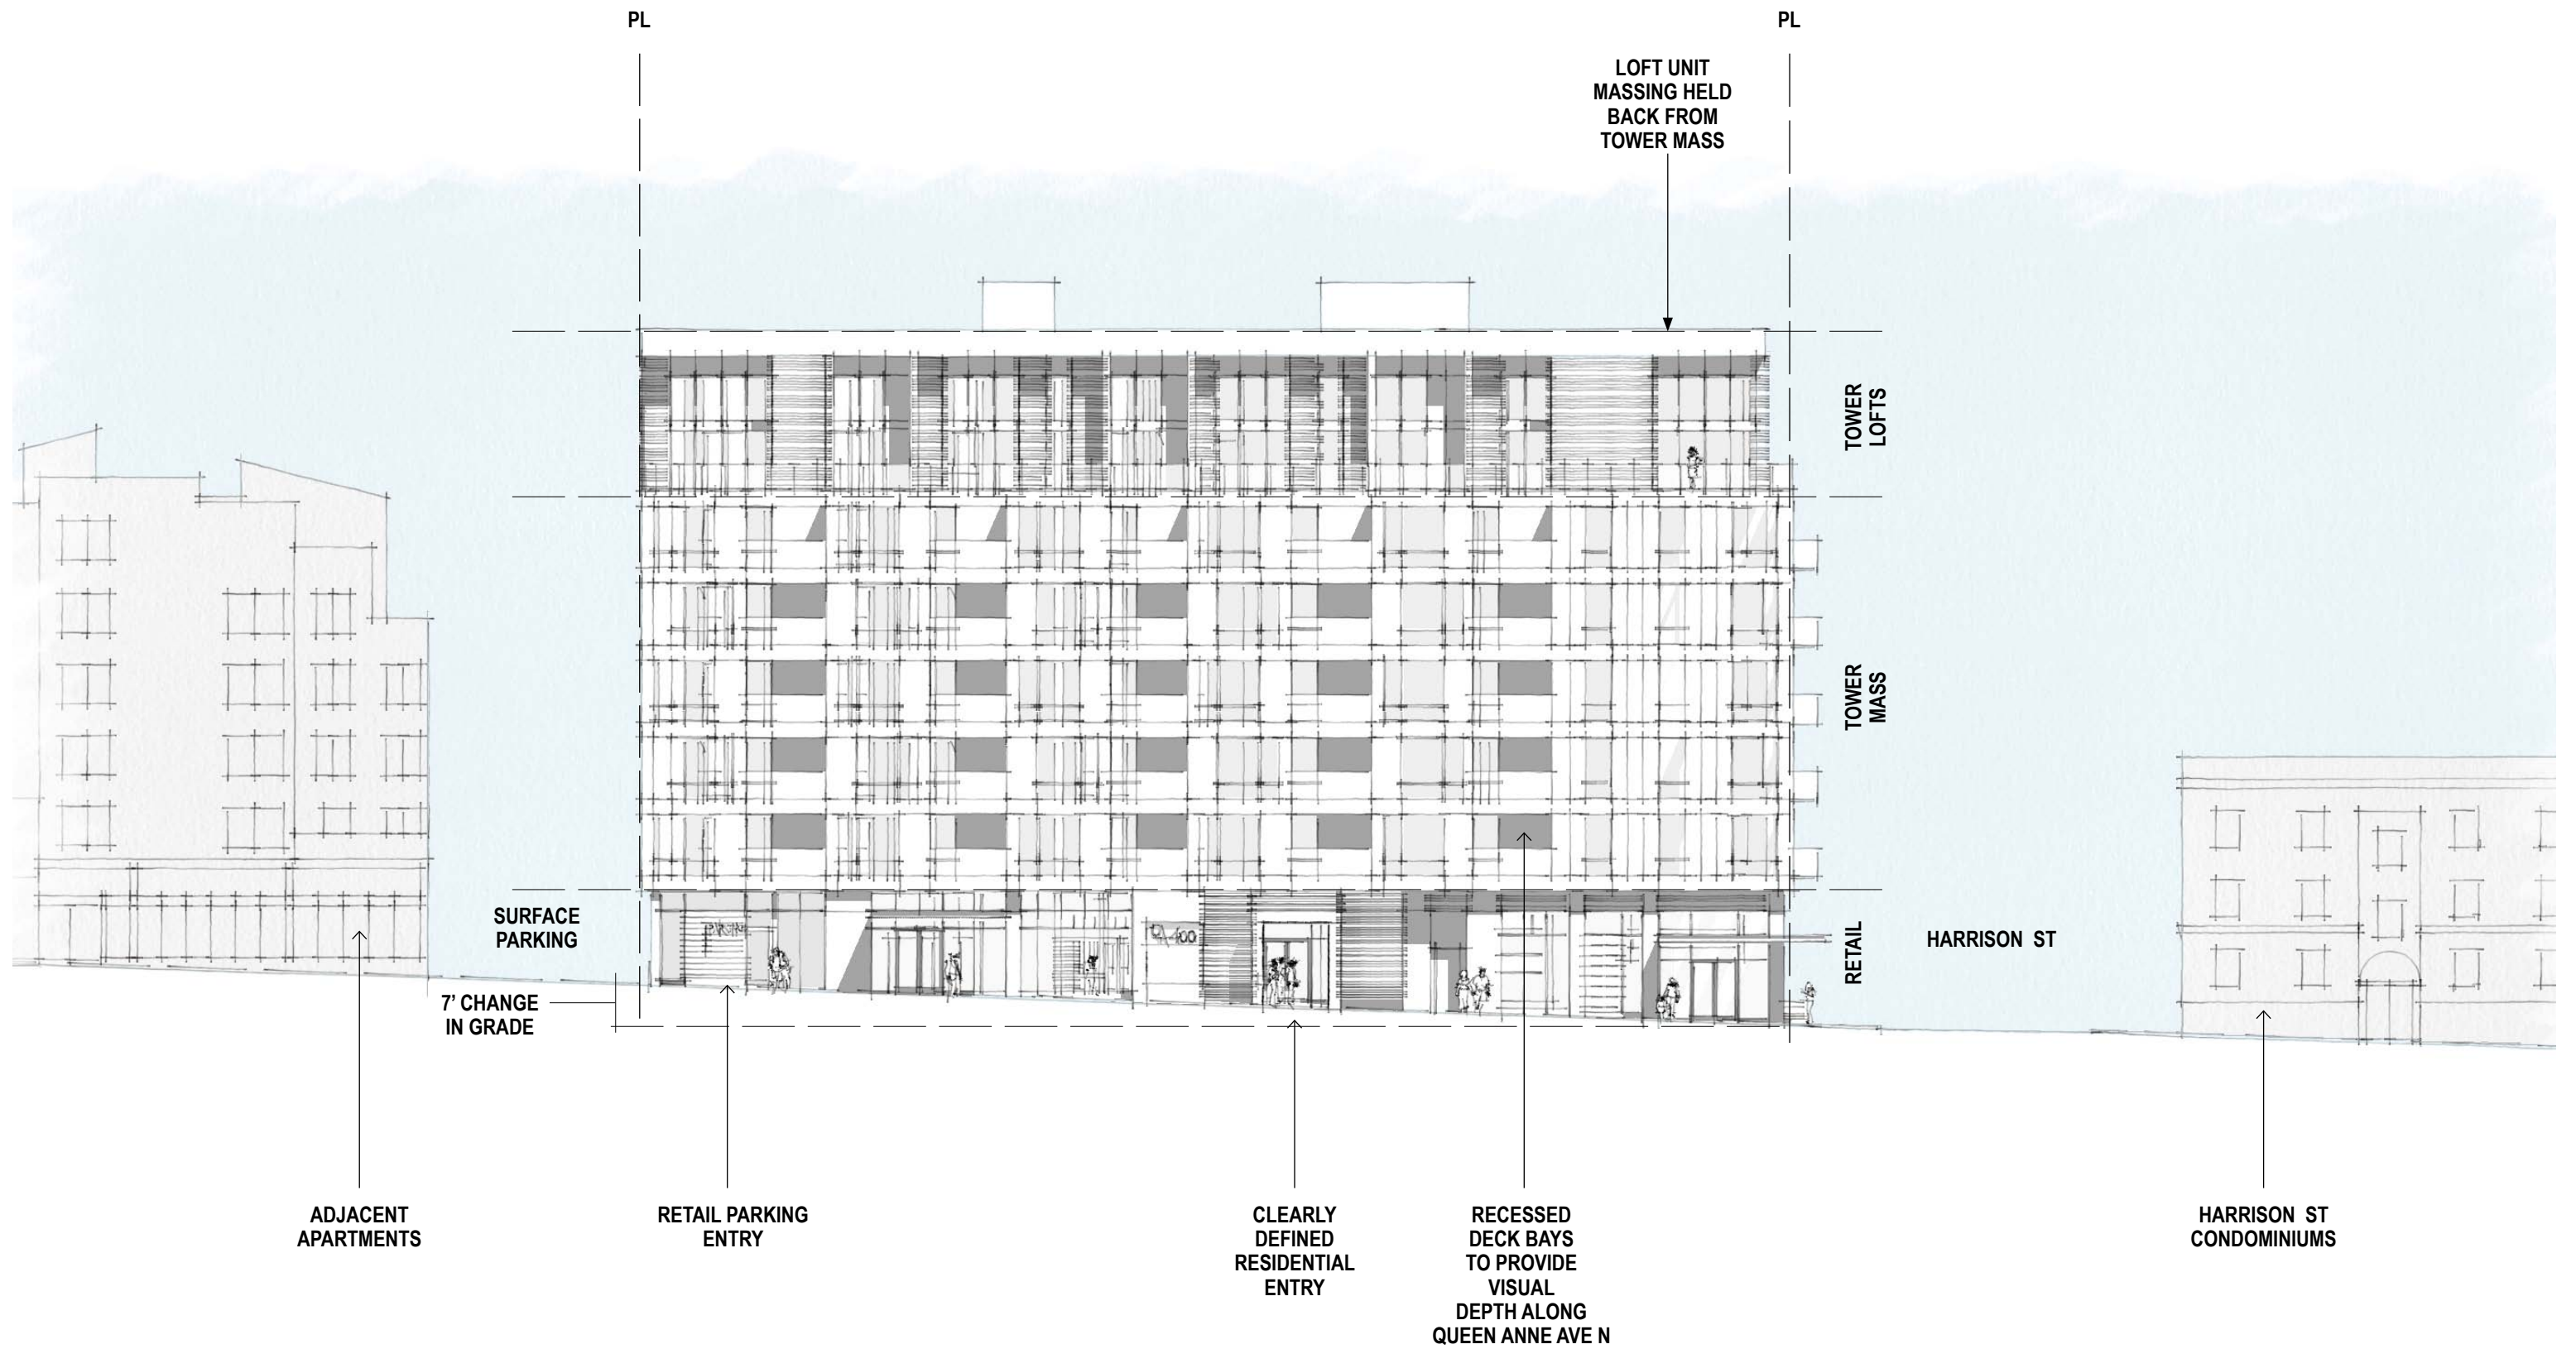 PL
PL
LOFT UNIT
MASSING HELD
BACK FROM
TOWER MASS
TOWER
LOFTS
TOWER
MASS
SURFACE
PARKING
RETAIL
HARRISON ST
QA-400
7' CHANGE
IN GRADE
ADJACENT
APARTMENTS
RETAIL PARKING
ENTRY
CLEARLY
DEFINED
RESIDENTIAL
ENTRY
RECESSED
DECK BAYS
TO PROVIDE
VISUAL
DEPTH ALONG
QUEEN ANNE AVE N
HARRISON ST
CONDOMINIUMS